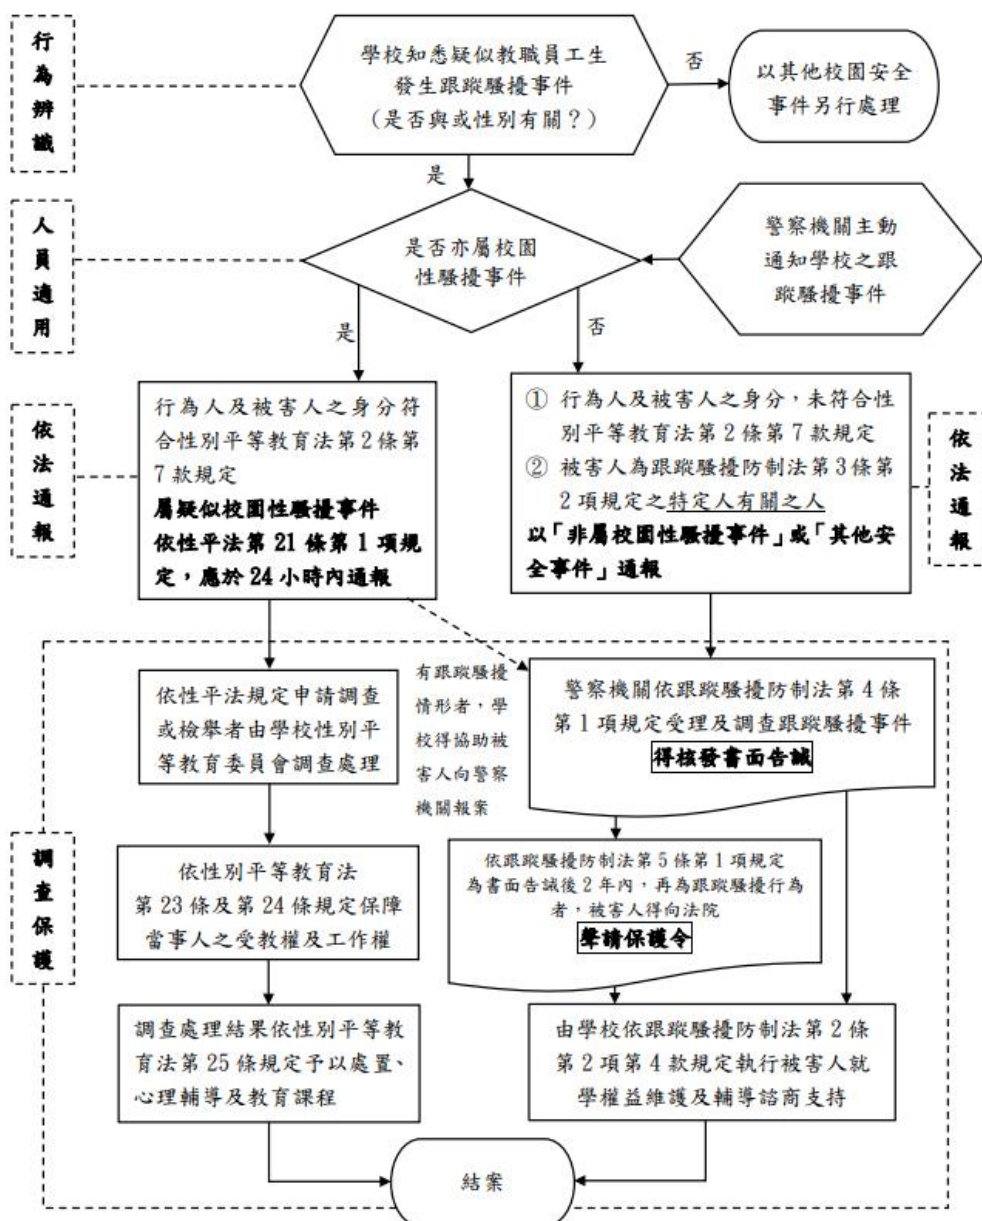 行為辨識
學校知悉疑似教職員工生
發生跟蹤騷擾事件
(是否與或性別有關?)
否
以其他校園安全
事件另行處理
是
人員適用
是否亦屬校園
性騷擾事件
警察機關主動
通知學校之跟
蹤騷擾事件
是
否
依法通報
行為人及被害人之身分符
合性別平等教育法第2條第
7款規定
屬疑似校園性騷擾事件
依性平法第21條第1項規
定,應於24小時內通報
① 行為人及被害人之身分,未符合性
別平等教育法第2條第7款規定
② 被害人為跟蹤騷擾防制法第3條第
2項規定之特定人有關之人
以「非屬校園性騷擾事件」或「其他安
全事件」通報
依法通報
調查保護
依性平法規定申請調查
或檢舉者由學校性別平
等教育委員會調查處理
有跟蹤騷擾
情形者,學
校得協助被
害人向警察
機關報案
警察機關依跟蹤騷擾防制法第4條
第1項規定受理及調查跟蹤騷擾事件
得核發書面告誡
依性別平等教育法
第23條及第24條規定保障
當事人之受教權及工作權
依跟蹤騷擾防制法第5條第1項規定
為書面告誡後2年內,再為跟蹤騷擾行為
者,被害人得向法院
聲請保護令
調查處理結果依性別平等教
育法第25條規定予以處置、
心理輔導及教育課程
由學校依跟蹤騷擾防制法第2條
第2項第4款規定執行被害人就
學權益維護及輔導諮商支持
結案